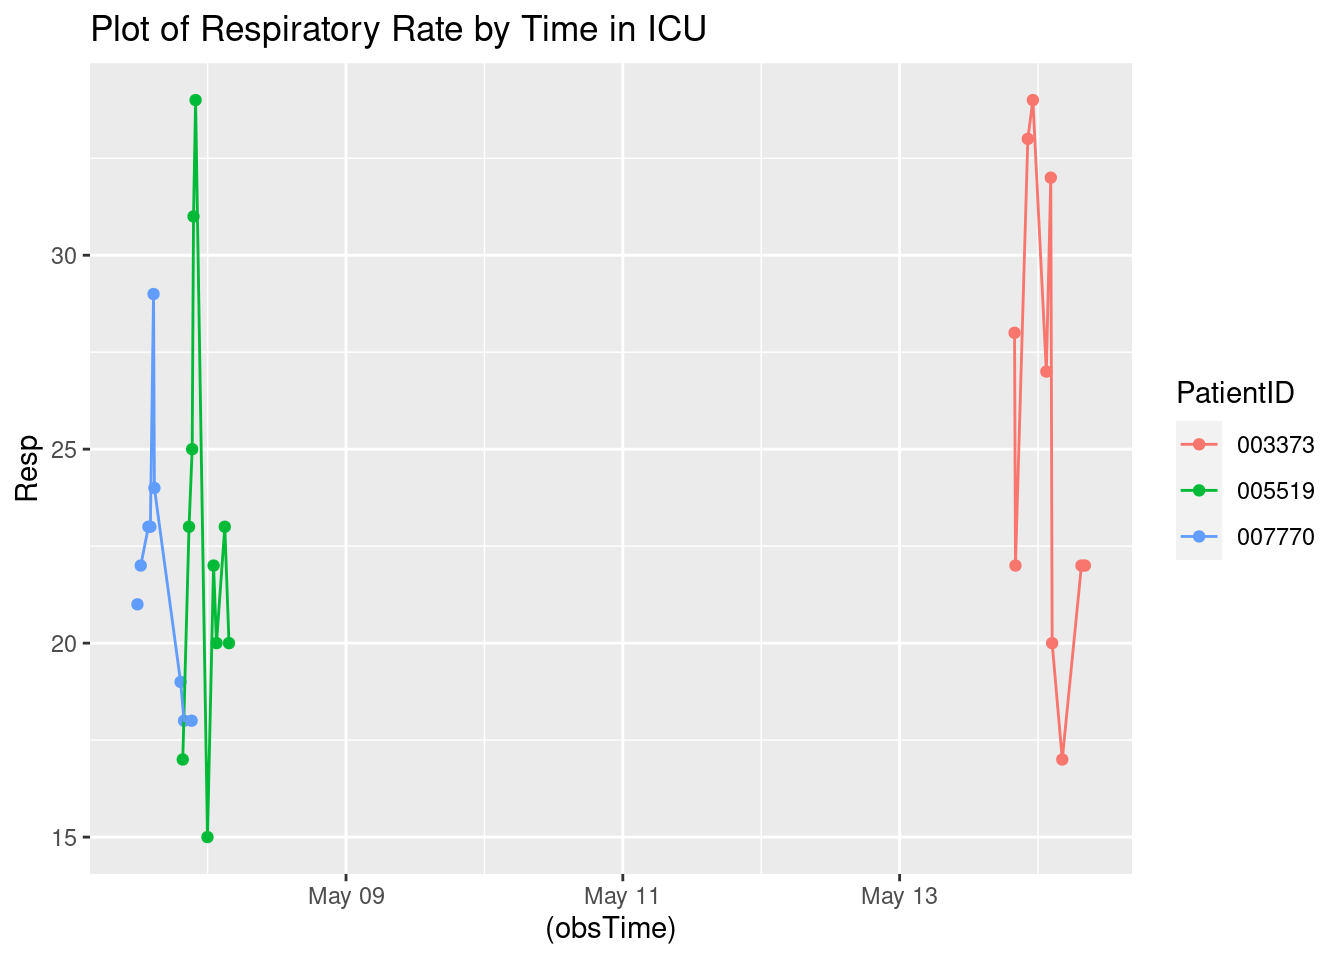 Plot of Respiratory Rate by Time in ICU
Resp
30
25
20
15
May 09
May 11
May 13
(obsTime)
PatientID
003373
005519
007770